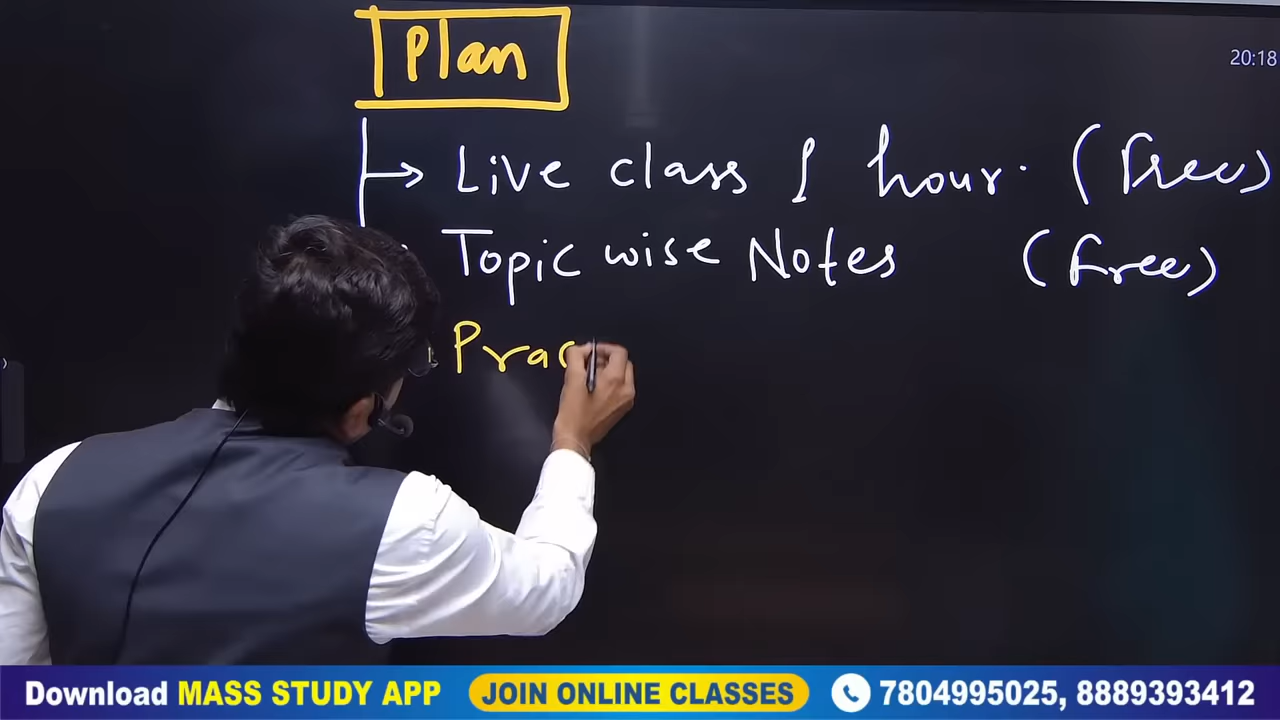 Plan
20:18
Live class 1 hour. (Free)
Topic wise Notes (Free)
Prac
Download MASS STUDY APP JOIN ONLINE CLASSES 7804995025, 8889393412